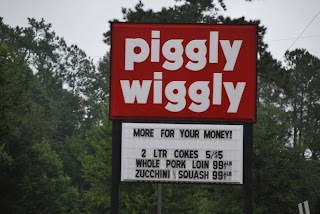 piggly
wiggly
MORE FOR YOUR MONEY!
2 LTR COKES 5/$5
WHOLE PORK LOIN 99¢LB
ZUCCHINI \ SQUASH 99¢LB